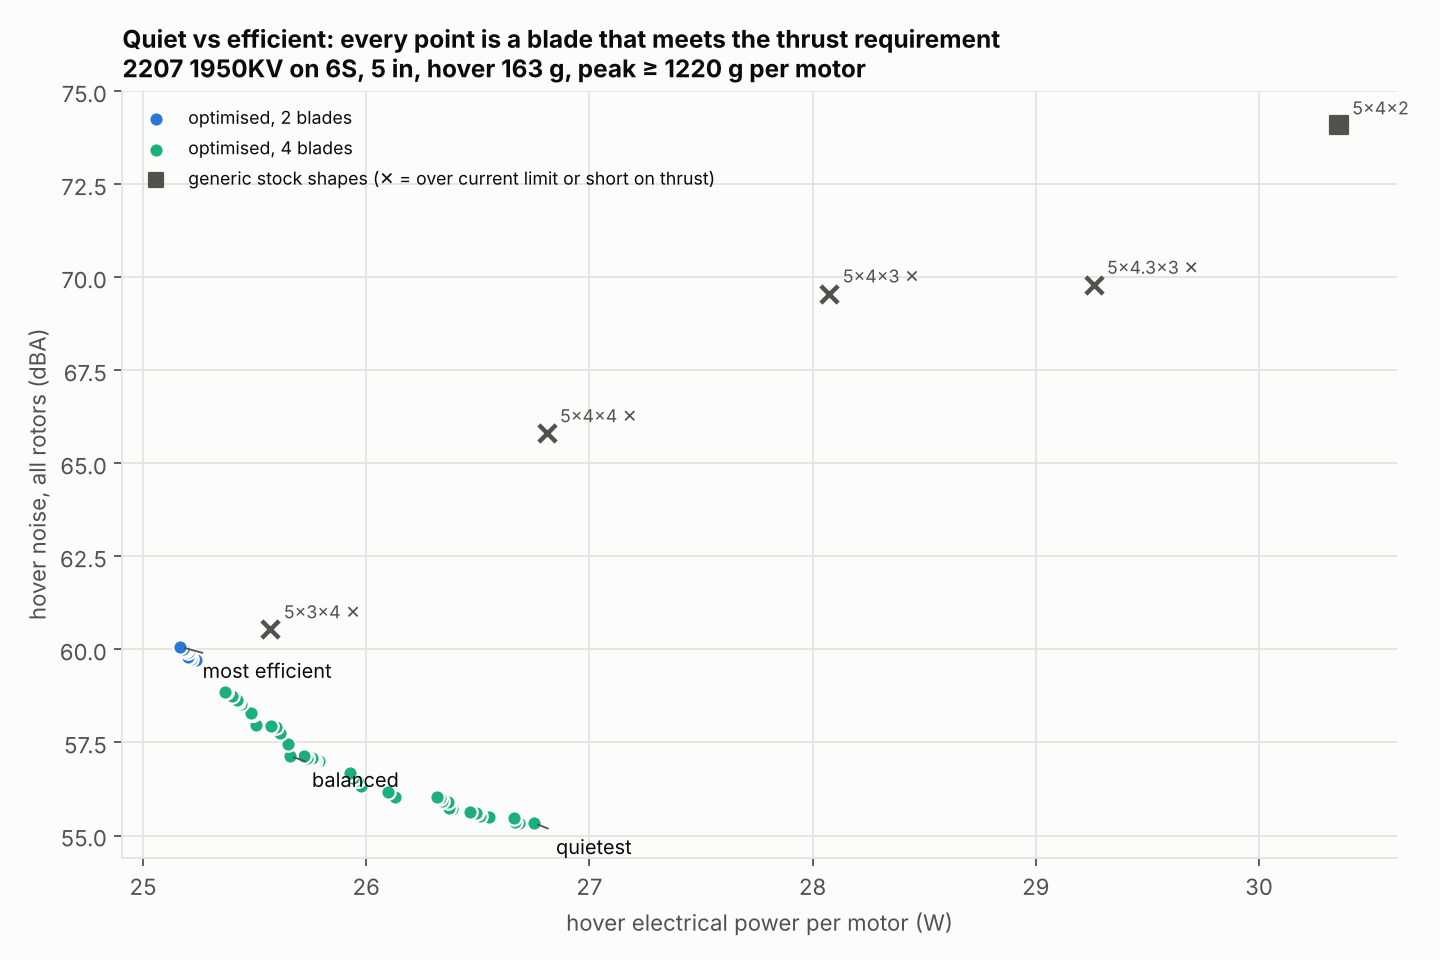 Quiet vs efficient: every point is a blade that meets the thrust requirement
2207 1950KV on 6S, 5 in, hover 163 g, peak ≥ 1220 g per motor
75.0
72.5
70.0
67.5
65.0
62.5
60.0
57.5
55.0
hover noise, all rotors (dBA)
optimised, 2 blades
optimised, 4 blades
generic stock shapes (✕ = over current limit or short on thrust)
5×4×2
5×4×3 ✕
5×4.3×3 ✕
5×4×4 ✕
5×3×4 ✕
most efficient
balanced
quietest
25
26
27
28
29
30
hover electrical power per motor (W)